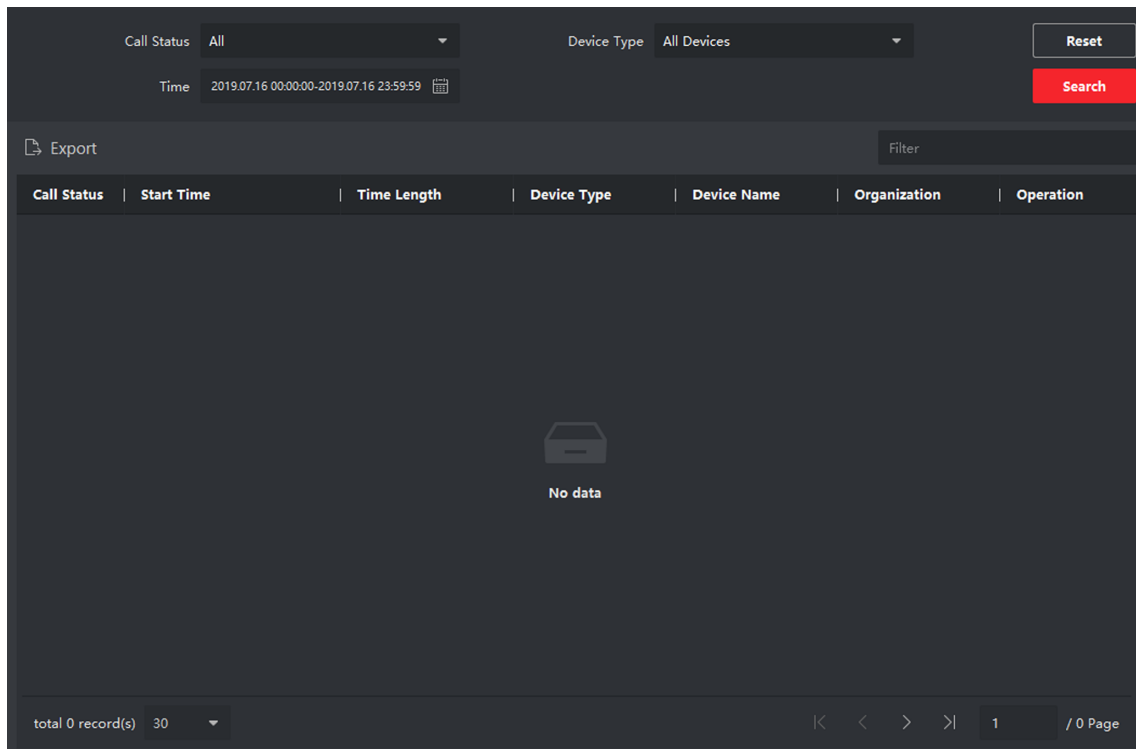 Call Status All Device Type All Devices Reset
Time 2019.07.16 00:00:00-2019.07.16 23:59:59 Search
Export Filter
Call Status | Start Time | Time Length | Device Type | Device Name | Organization | Operation
No data
total 0 record(s) 30 1 / 0 Page